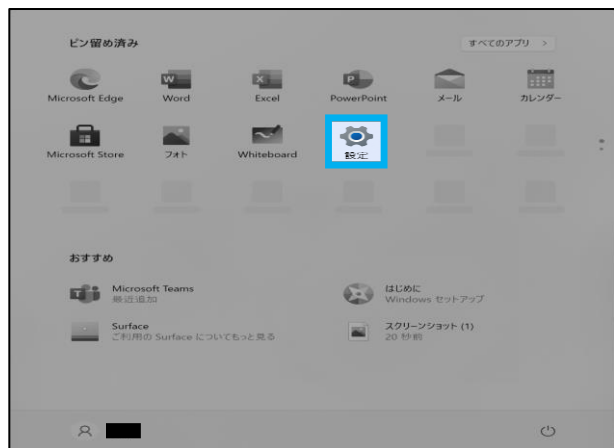 ピン留め済み
すべてのアプリ >
Microsoft Edge
Word
Excel
PowerPoint
メール
カレンダー
Microsoft Store
フォト
Whiteboard
設定
おすすめ
Microsoft Teams
最近追加
はじめに
Windows セットアップ
Surface
ご利用の Surface についてもっと見る
スクリーンショット (1)
20 秒前